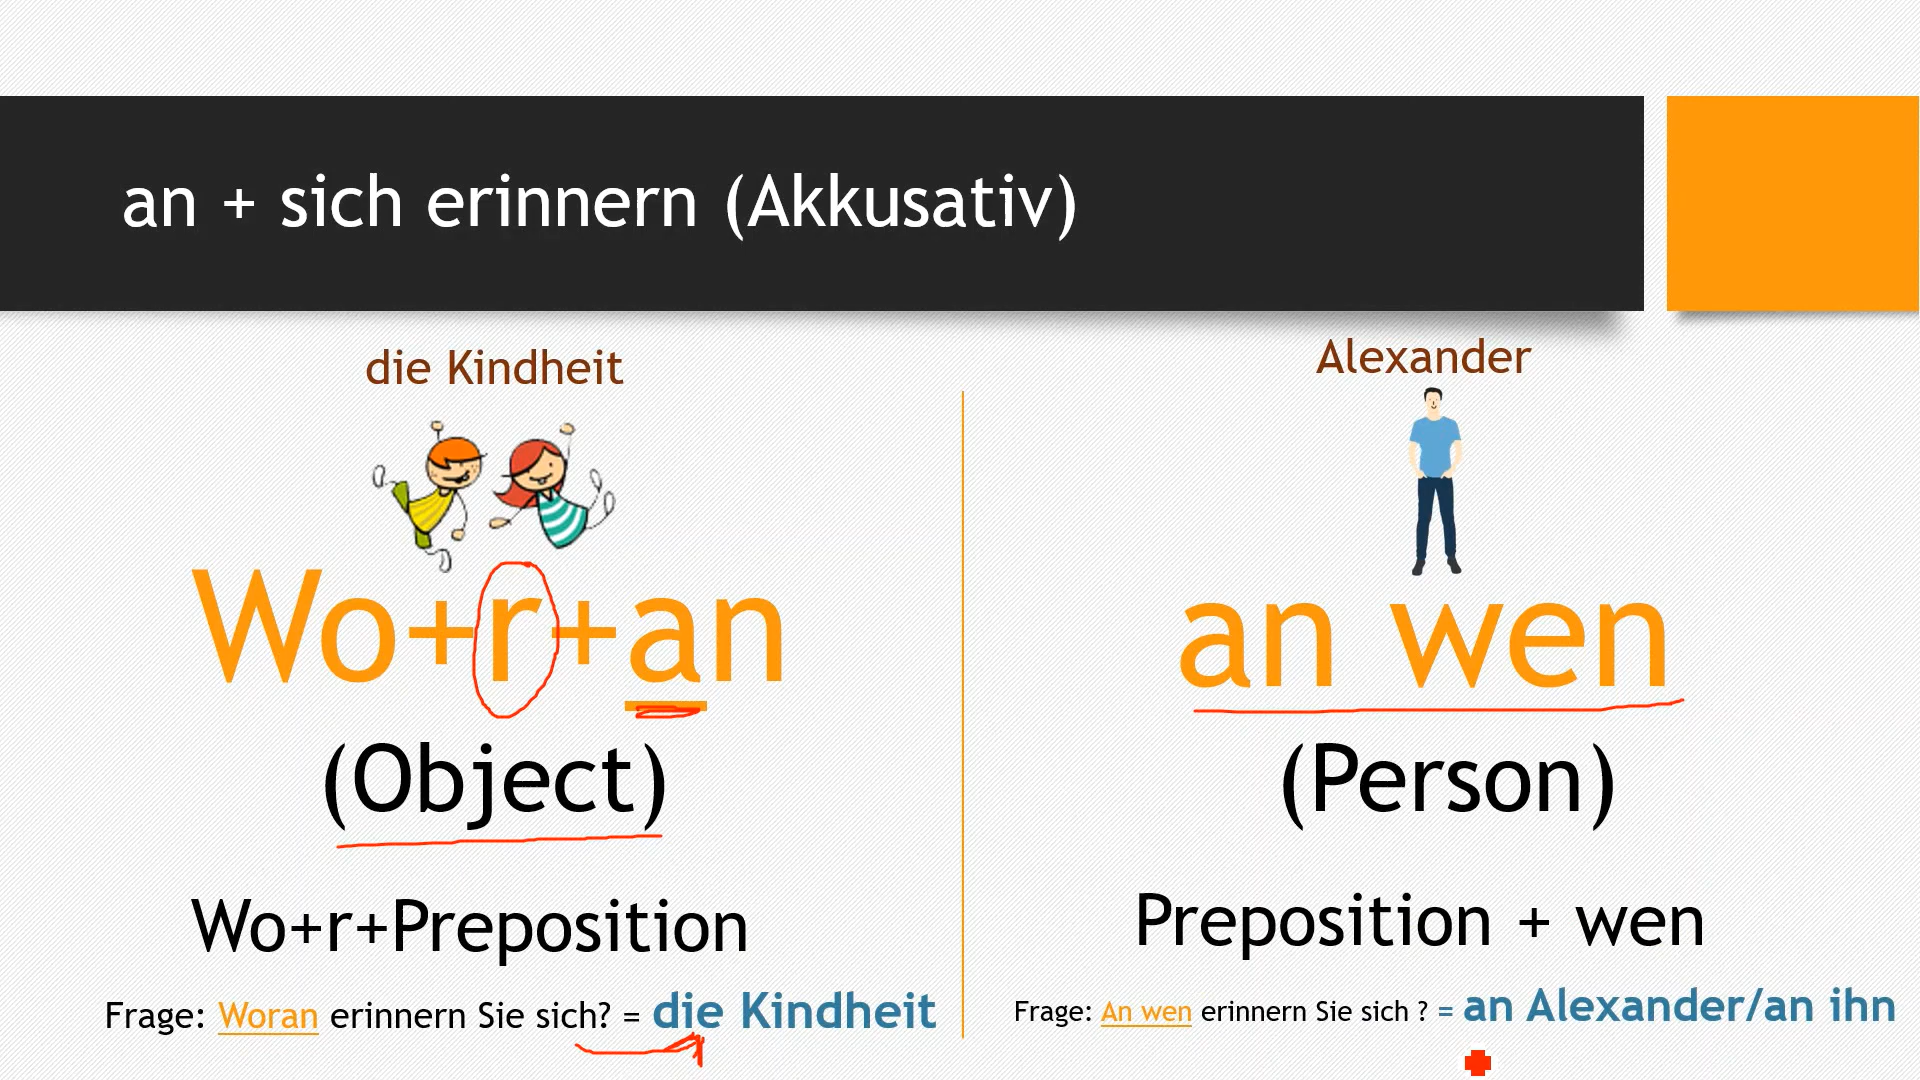 an + sich erinnern (Akkusativ)
die Kindheit
Wo+r+an
(Object)
Wo+r+Preposition
Frage: Woran erinnern Sie sich? = die Kindheit
Alexander
an wen
(Person)
Preposition + wen
Frage: An wen erinnern Sie sich ? = an Alexander/an ihn